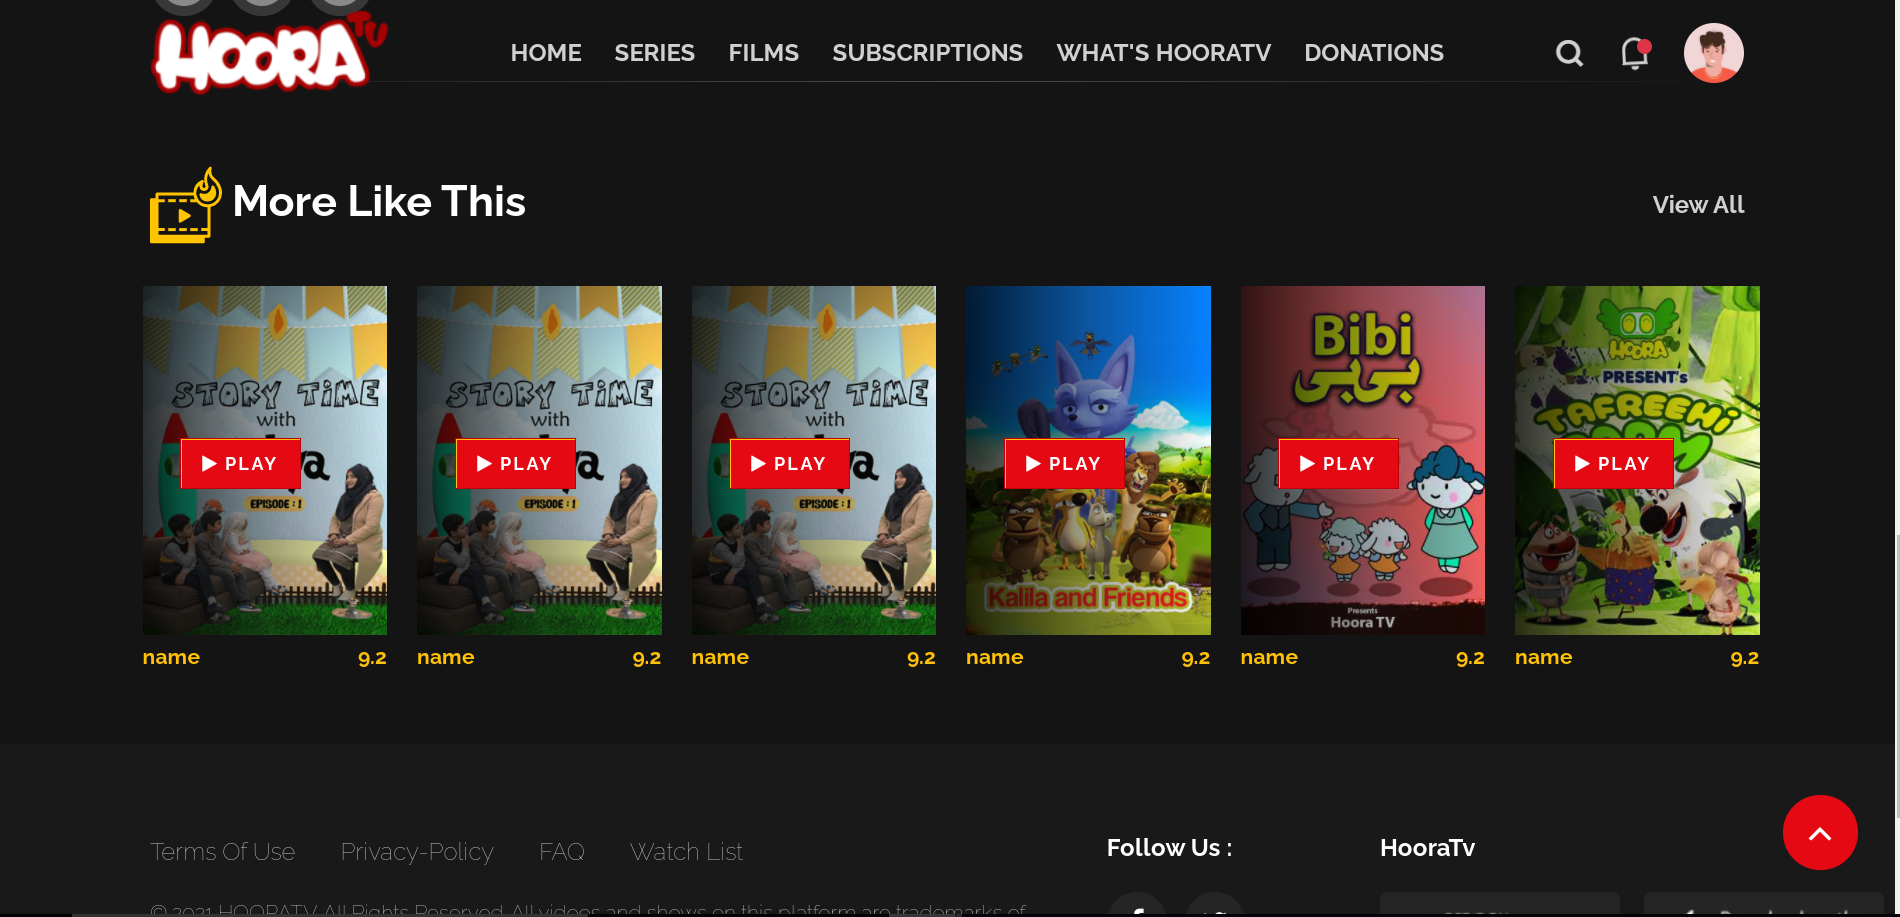 HOORA TV
HOME SERIES FILMS SUBSCRIPTIONS WHAT'S HOORATV DONATIONS
More Like This
View All
STORY TiME
with
PLAY
EPISODE : 1
name 9.2
STORY TiME
with
PLAY
EPISODE : 1
name 9.2
STORY TiME
with
PLAY
EPISODE : 1
name 9.2
PLAY
Kalila and Friends
name 9.2
Bibi
بی‌بی
PLAY
Presents
Hoora TV
name 9.2
HOORA TV
PRESENT's
TAFREEHI
PLAY
name 9.2
Terms Of Use Privacy-Policy FAQ Watch List
Follow Us :
HooraTv
© 2021 HOORATV. All Rights Reserved. All videos and shows on this platform are trademarks of